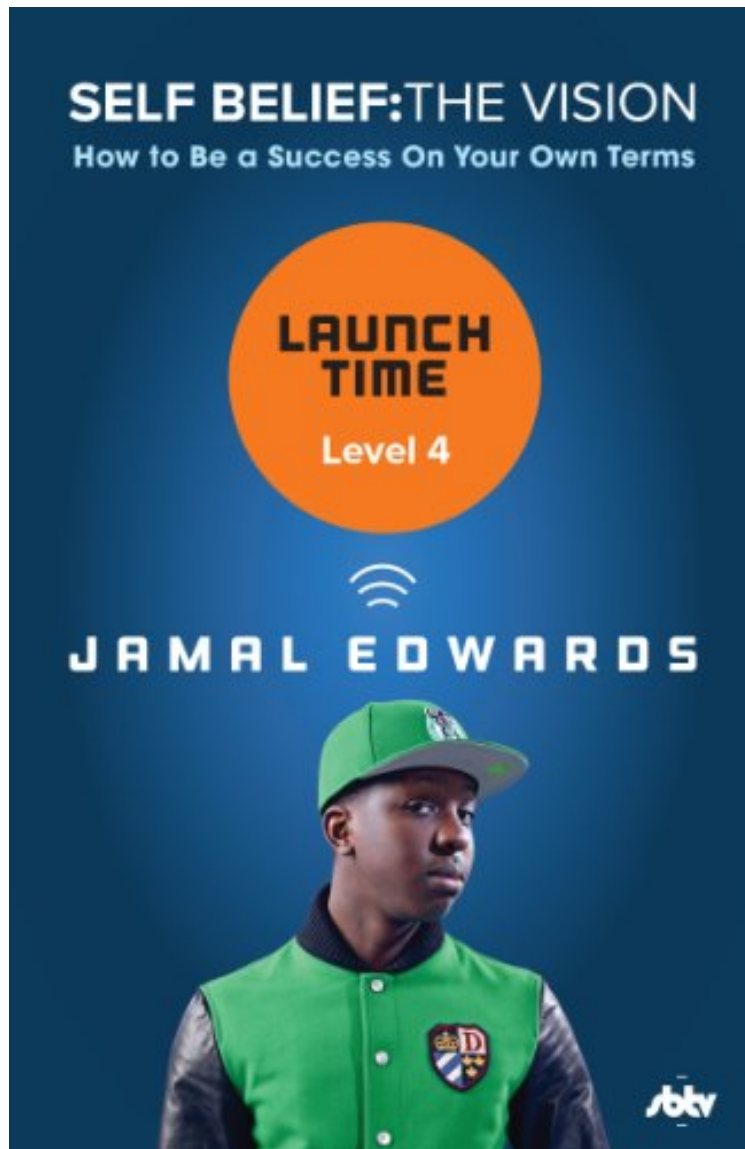 SELF BELIEF:THE VISION
How to Be a Success On Your Own Terms
LAUNCH
TIME
Level 4
JAMAL EDWARDS
D
sbtv